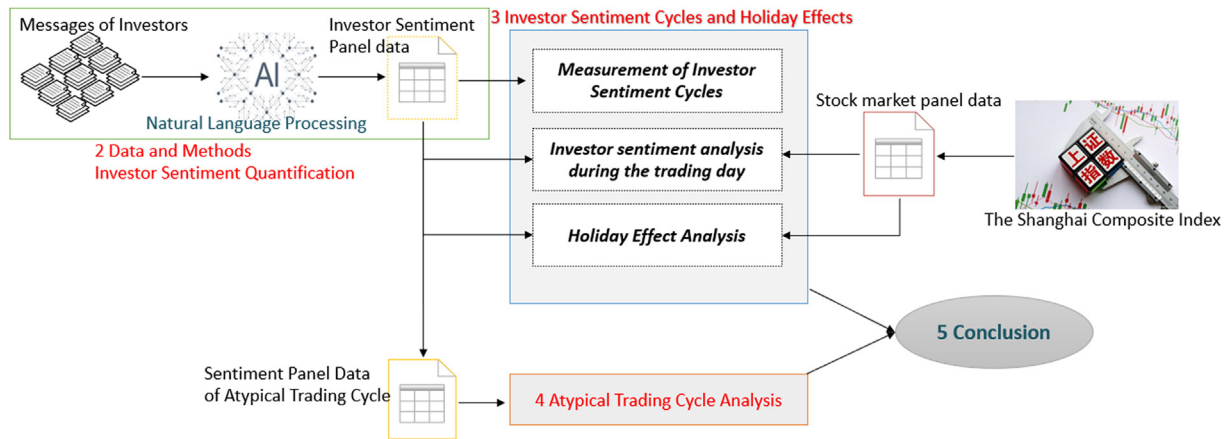 Messages of Investors
AI
Natural Language Processing
Investor Sentiment
Panel data
2 Data and Methods
Investor Sentiment Quantification
3 Investor Sentiment Cycles and Holiday Effects
Measurement of Investor
Sentiment Cycles
Investor sentiment analysis
during the trading day
Holiday Effect Analysis
Stock market panel data
上证
指数
The Shanghai Composite Index
Sentiment Panel Data
of Atypical Trading Cycle
4 Atypical Trading Cycle Analysis
5 Conclusion